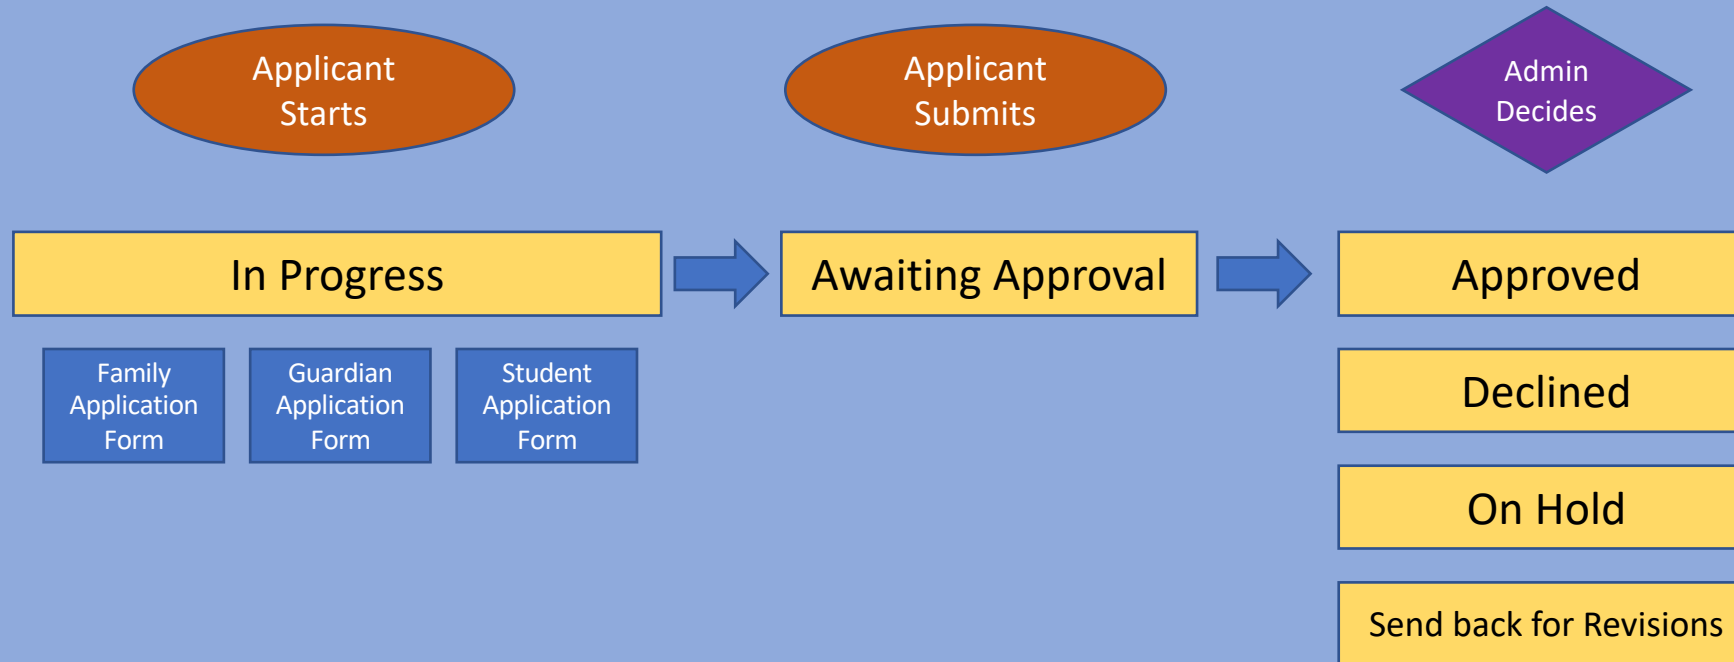 Applicant
Starts
Applicant
Submits
Admin
Decides
In Progress
Awaiting Approval
Approved
Family
Application
Form
Guardian
Application
Form
Student
Application
Form
Declined
On Hold
Send back for Revisions